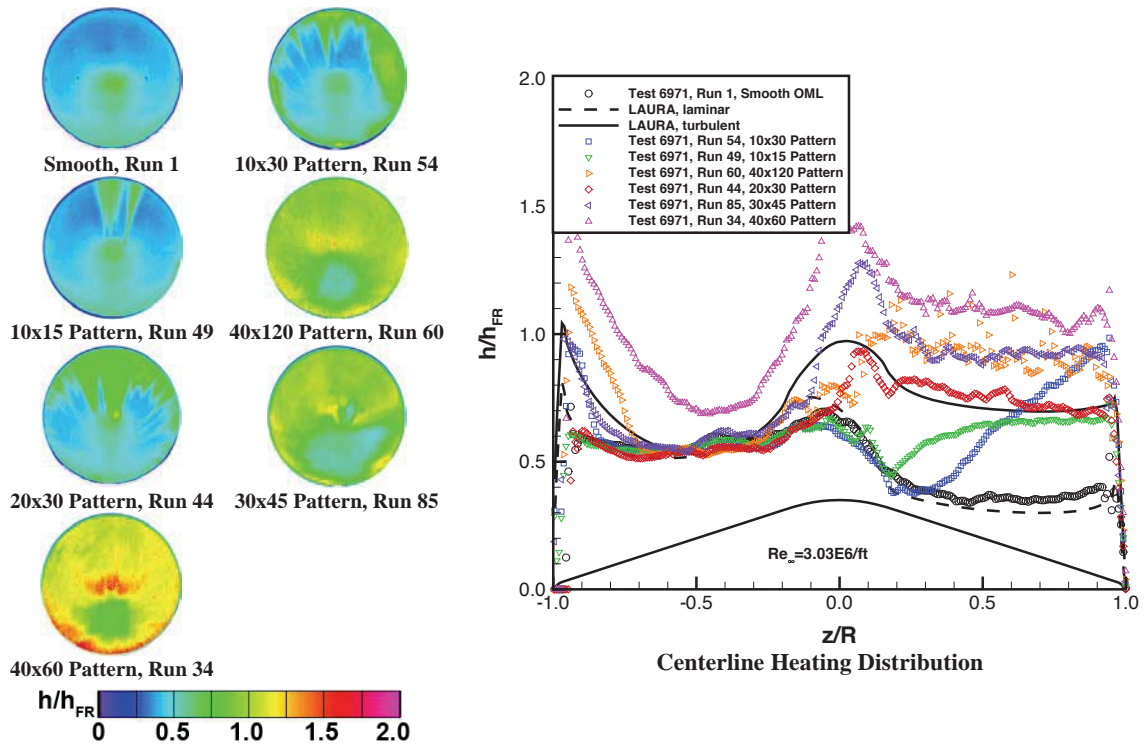 Smooth, Run 1
10x30 Pattern, Run 54
10x15 Pattern, Run 49
40x120 Pattern, Run 60
20x30 Pattern, Run 44
30x45 Pattern, Run 85
40x60 Pattern, Run 34
h/hFR
0 0.5 1.0 1.5 2.0
h/hFR
2.0
1.5
1.0
0.5
0.0
Test 6971, Run 1, Smooth OML
LAURA, laminar
LAURA, turbulent
Test 6971, Run 54, 10x30 Pattern
Test 6971, Run 49, 10x15 Pattern
Test 6971, Run 60, 40x120 Pattern
Test 6971, Run 44, 20x30 Pattern
Test 6971, Run 85, 30x45 Pattern
Test 6971, Run 34, 40x60 Pattern
Re∞=3.03E6/ft
-1.0 -0.5 0.0 0.5 1.0
z/R
Centerline Heating Distribution